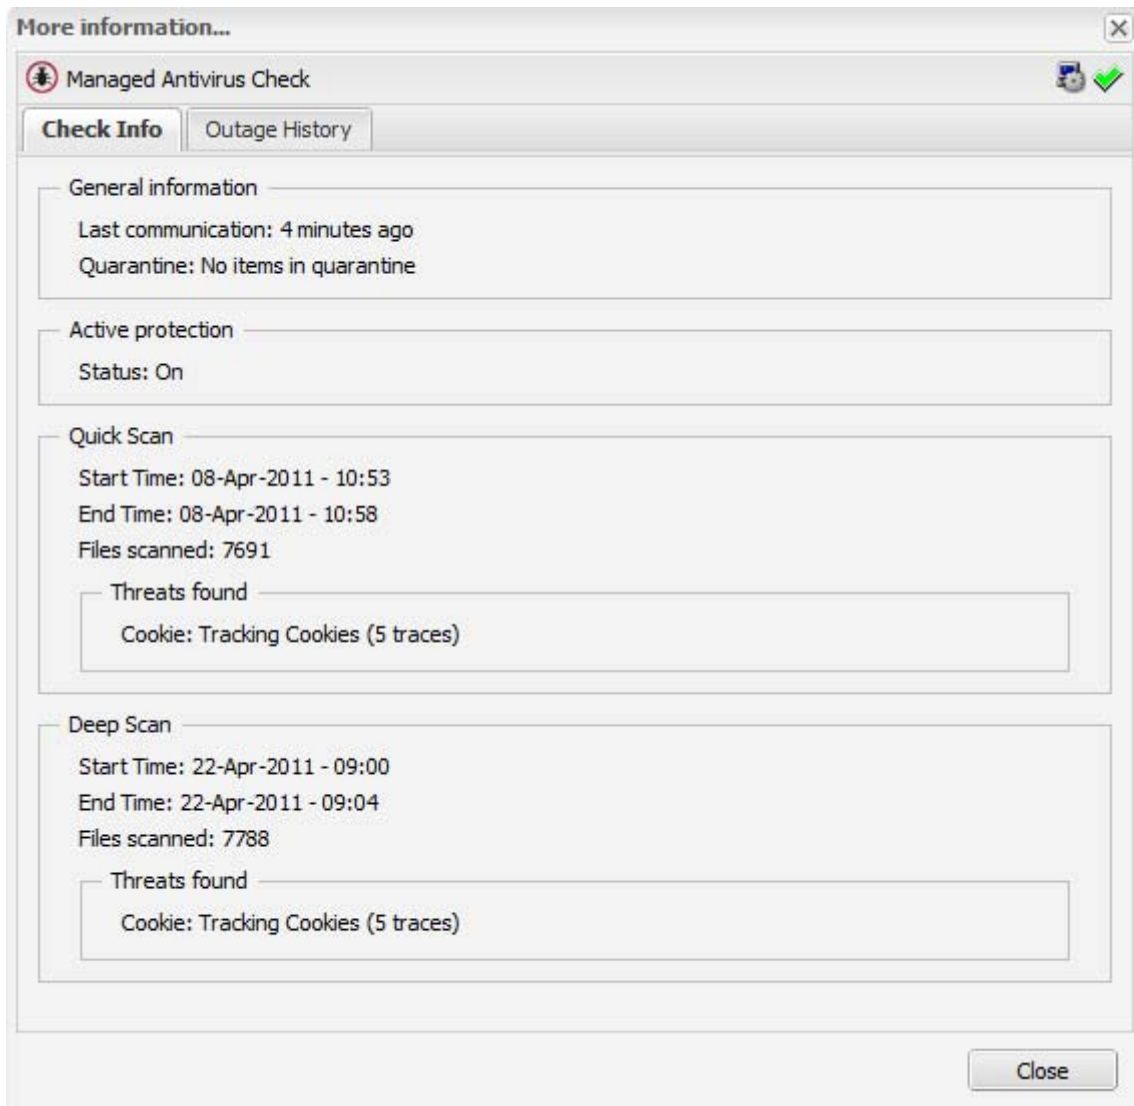 More information...
Managed Antivirus Check
Check Info
Outage History
General information
Last communication: 4 minutes ago
Quarantine: No items in quarantine
Active protection
Status: On
Quick Scan
Start Time: 08-Apr-2011 - 10:53
End Time: 08-Apr-2011 - 10:58
Files scanned: 7691
Threats found
Cookie: Tracking Cookies (5 traces)
Deep Scan
Start Time: 22-Apr-2011 - 09:00
End Time: 22-Apr-2011 - 09:04
Files scanned: 7788
Threats found
Cookie: Tracking Cookies (5 traces)
Close